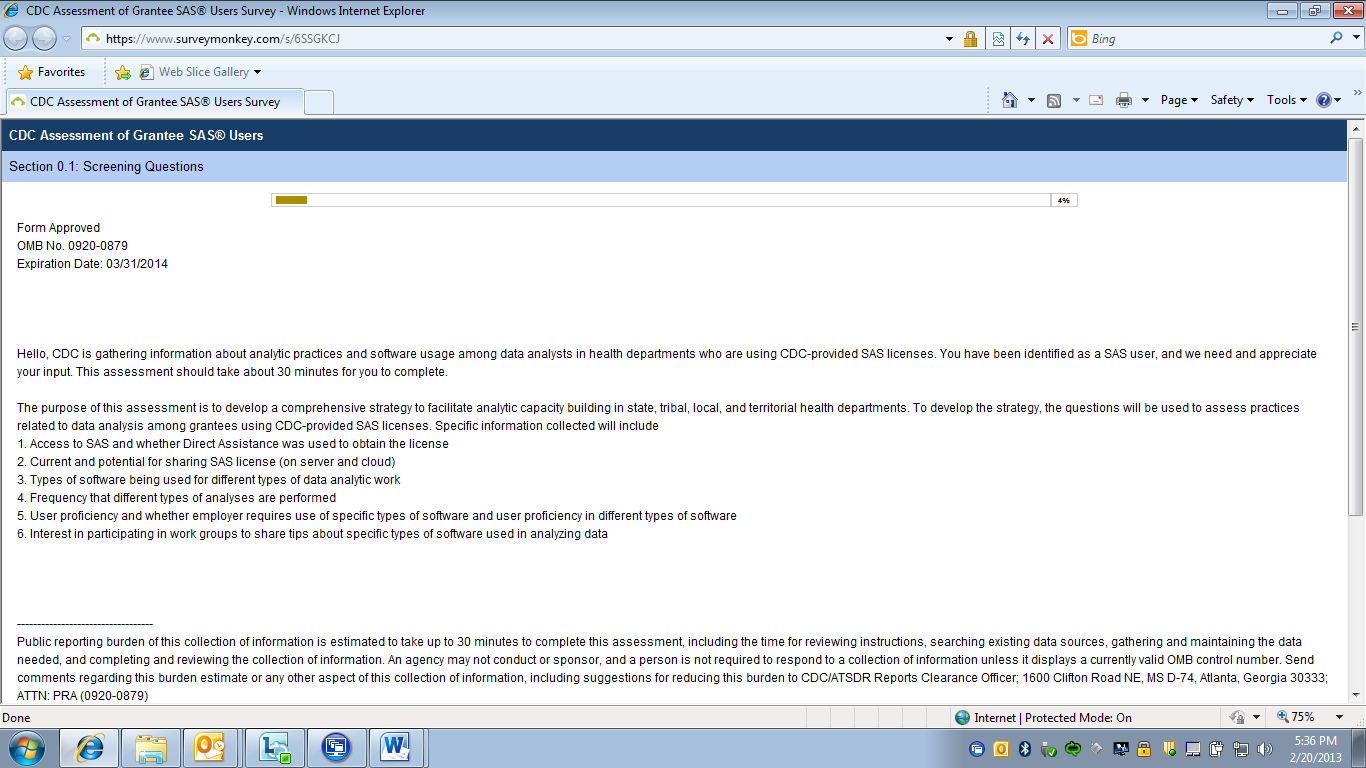 CDC Assessment of Grantee SAS® Users Survey - Windows Internet Explorer
https://www.surveymonkey.com/s/6SSGKCJ
Bing
Favorites
Web Slice Gallery
CDC Assessment of Grantee SAS® Users Survey
Page
Safety
Tools
CDC Assessment of Grantee SAS® Users
Section 0.1: Screening Questions
4%
Form Approved
OMB No. 0920-0879
Expiration Date: 03/31/2014
Hello, CDC is gathering information about analytic practices and software usage among data analysts in health departments who are using CDC-provided SAS licenses. You have been identified as a SAS user, and we need and appreciate
your input. This assessment should take about 30 minutes for you to complete.
The purpose of this assessment is to develop a comprehensive strategy to facilitate analytic capacity building in state, tribal, local, and territorial health departments. To develop the strategy, the questions will be used to assess practices
related to data analysis among grantees using CDC-provided SAS licenses. Specific information collected will include
1. Access to SAS and whether Direct Assistance was used to obtain the license
2. Current and potential for sharing SAS license (on server and cloud)
3. Types of software being used for different types of data analytic work
4. Frequency that different types of analyses are performed
5. User proficiency and whether employer requires use of specific types of software and user proficiency in different types of software
6. Interest in participating in work groups to share tips about specific types of software used in analyzing data
----------------------------------
Public reporting burden of this collection of information is estimated to take up to 30 minutes to complete this assessment, including the time for reviewing instructions, searching existing data sources, gathering and maintaining the data
needed, and completing and reviewing the collection of information. An agency may not conduct or sponsor, and a person is not required to respond to a collection of information unless it displays a currently valid OMB control number. Send
comments regarding this burden estimate or any other aspect of this collection of information, including suggestions for reducing this burden to CDC/ATSDR Reports Clearance Officer; 1600 Clifton Road NE, MS D-74, Atlanta, Georgia 30333;
ATTN: PRA (0920-0879)
Done
Internet | Protected Mode: On
75%
5:36 PM
2/20/2013